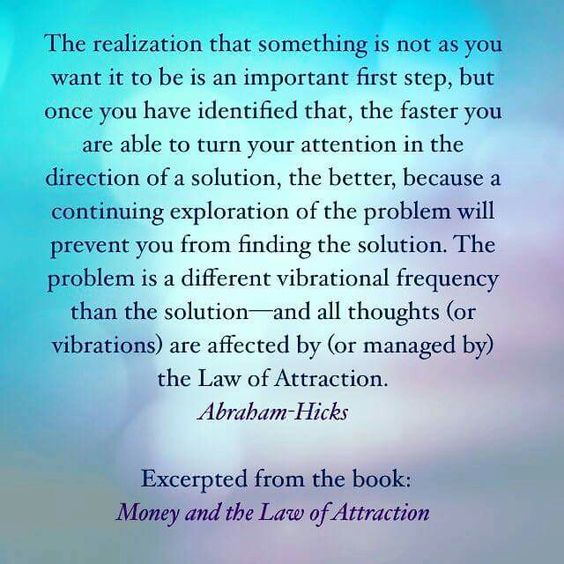 The realization that something is not as you
want it to be is an important first step, but
once you have identified that, the faster you
are able to turn your attention in the
direction of a solution, the better, because a
continuing exploration of the problem will
prevent you from finding the solution. The
problem is a different vibrational frequency
than the solution—and all thoughts (or
vibrations) are affected by (or managed by)
the Law of Attraction.
Abraham-Hicks
Excerpted from the book:
Money and the Law of Attraction